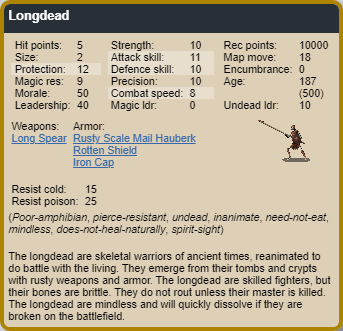 Longdead
Hit points: 5 Strength: 10 Rec points: 10000
Size: 2 Attack skill: 11 Map move: 18
Protection: 12 Defence skill: 10 Encumbrance: 0
Magic res: 9 Precision: 10 Age: 187
Morale: 50 Combat speed: 8 (500)
Leadership: 40 Magic ldr: 0 Undead ldr: 10
Weapons: Armor:
Long Spear Rusty Scale Mail Hauberk
Rotten Shield
Iron Cap
Resist cold: 15
Resist poison: 25
(Poor-amphibian, pierce-resistant, undead, inanimate, need-not-eat,
mindless, does-not-heal-naturally, spirit-sight)
The longdead are skeletal warriors of ancient times, reanimated to
do battle with the living. They emerge from their tombs and crypts
with rusty weapons and armor. The longdead are skilled fighters, but
their bones are brittle. They do not rout unless their master is killed.
The longdead are mindless and will quickly dissolve if they are
broken on the battlefield.